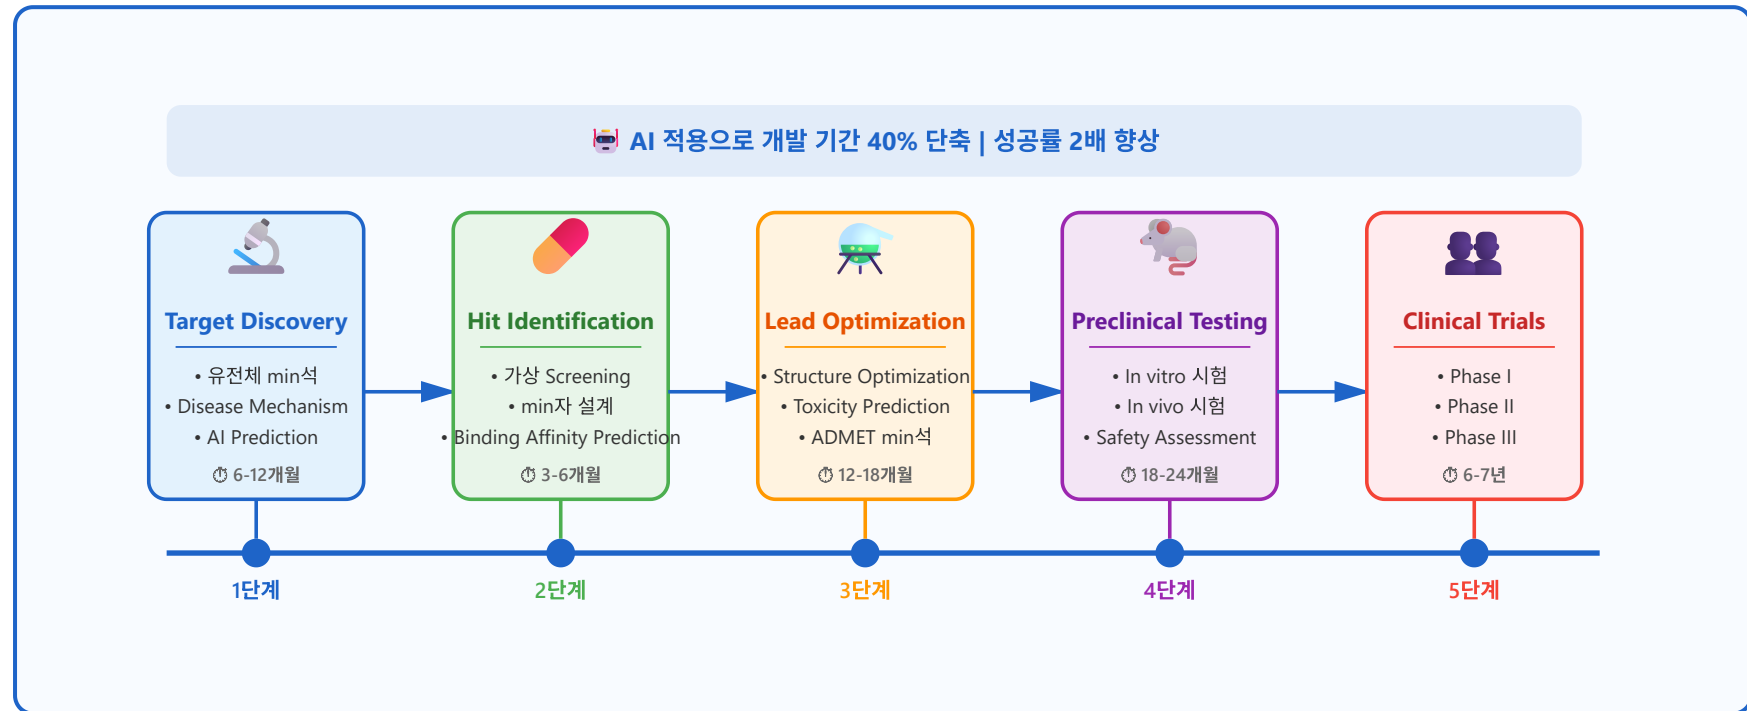 AI 적용으로 개발 기간 40% 단축 | 성공률 2배 향상
Target Discovery
• 유전체 min석
• Disease Mechanism
• AI Prediction
⏱ 6-12개월
1단계
Hit Identification
• 가상 Screening
• min자 설계
• Binding Affinity Prediction
⏱ 3-6개월
2단계
Lead Optimization
• Structure Optimization
• Toxicity Prediction
• ADMET min석
⏱ 12-18개월
3단계
Preclinical Testing
• In vitro 시험
• In vivo 시험
• Safety Assessment
⏱ 18-24개월
4단계
Clinical Trials
• Phase I
• Phase II
• Phase III
⏱ 6-7년
5단계